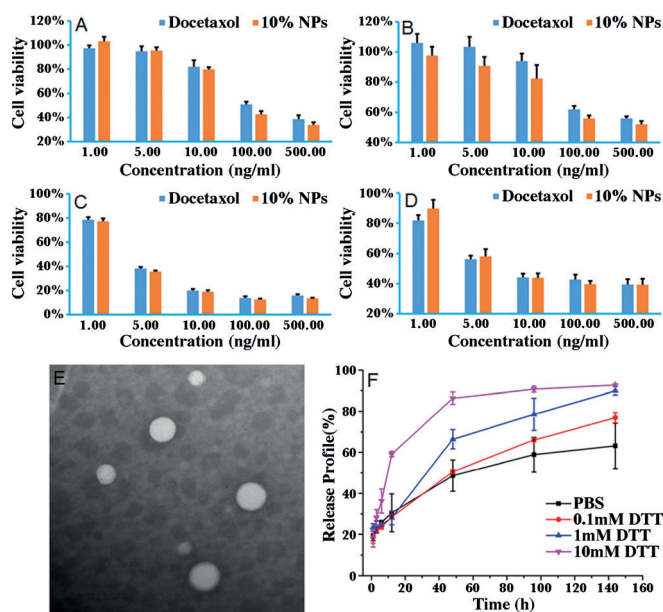 A
Docetaxol 10% NPs
120%
100%
80%
60%
40%
20%
Cell viability
1.00 5.00 10.00 100.00 500.00
Concentration (ng/ml)
B
Docetaxol 10% NPs
120%
100%
80%
60%
40%
Cell viability
1.00 5.00 10.00 100.00 500.00
Concentration (ng/ml)
C
Docetaxol 10% NPs
100%
80%
60%
40%
20%
0%
Cell viability
1.00 5.00 10.00 100.00 500.00
Concentration (ng/ml)
D
Docetaxol 10% NPs
100%
80%
60%
40%
20%
Cell viability
1.00 5.00 10.00 100.00 500.00
Concentration (ng/ml)
E
F
100
80
60
40
20
0
Release Profile(%)
PBS
0.1mM DTT
1mM DTT
10mM DTT
0 20 40 60 80 100 120 140 160
Time (h)